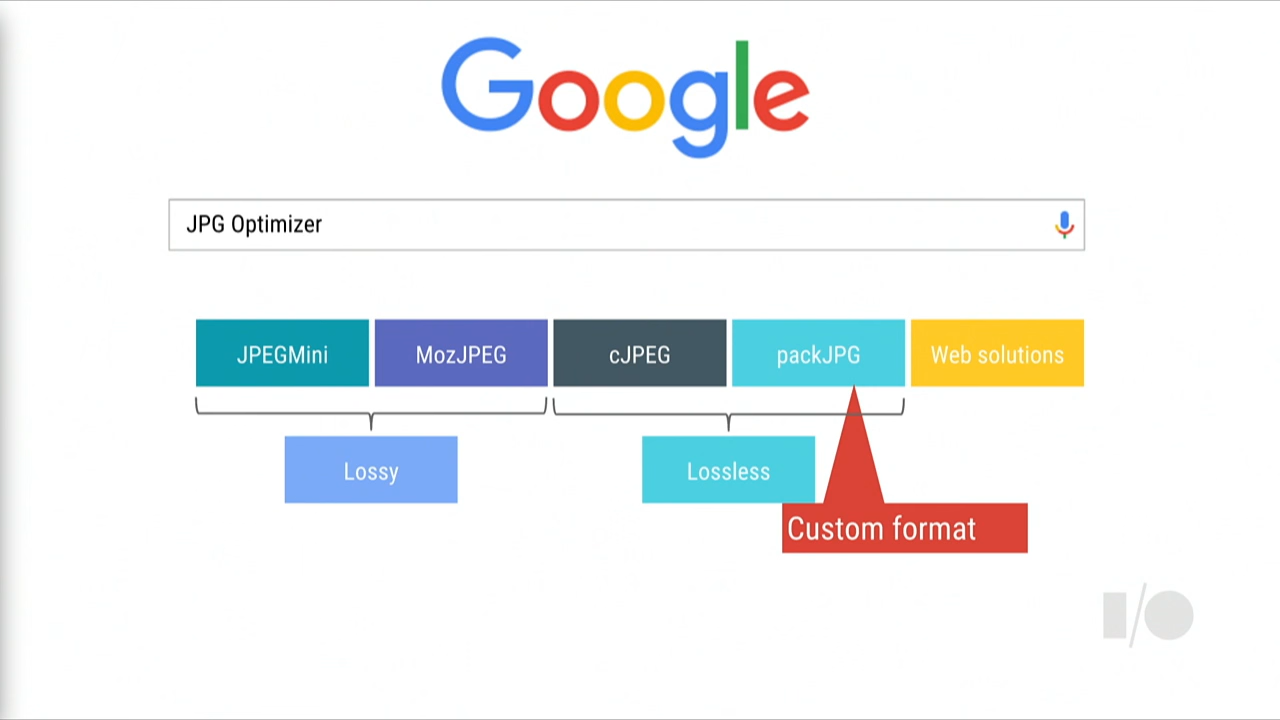 Google
JPG Optimizer
JPEGMini
MozJPEG
cJPEG
packJPG
Web solutions
Lossy
Lossless
Custom format
I/O